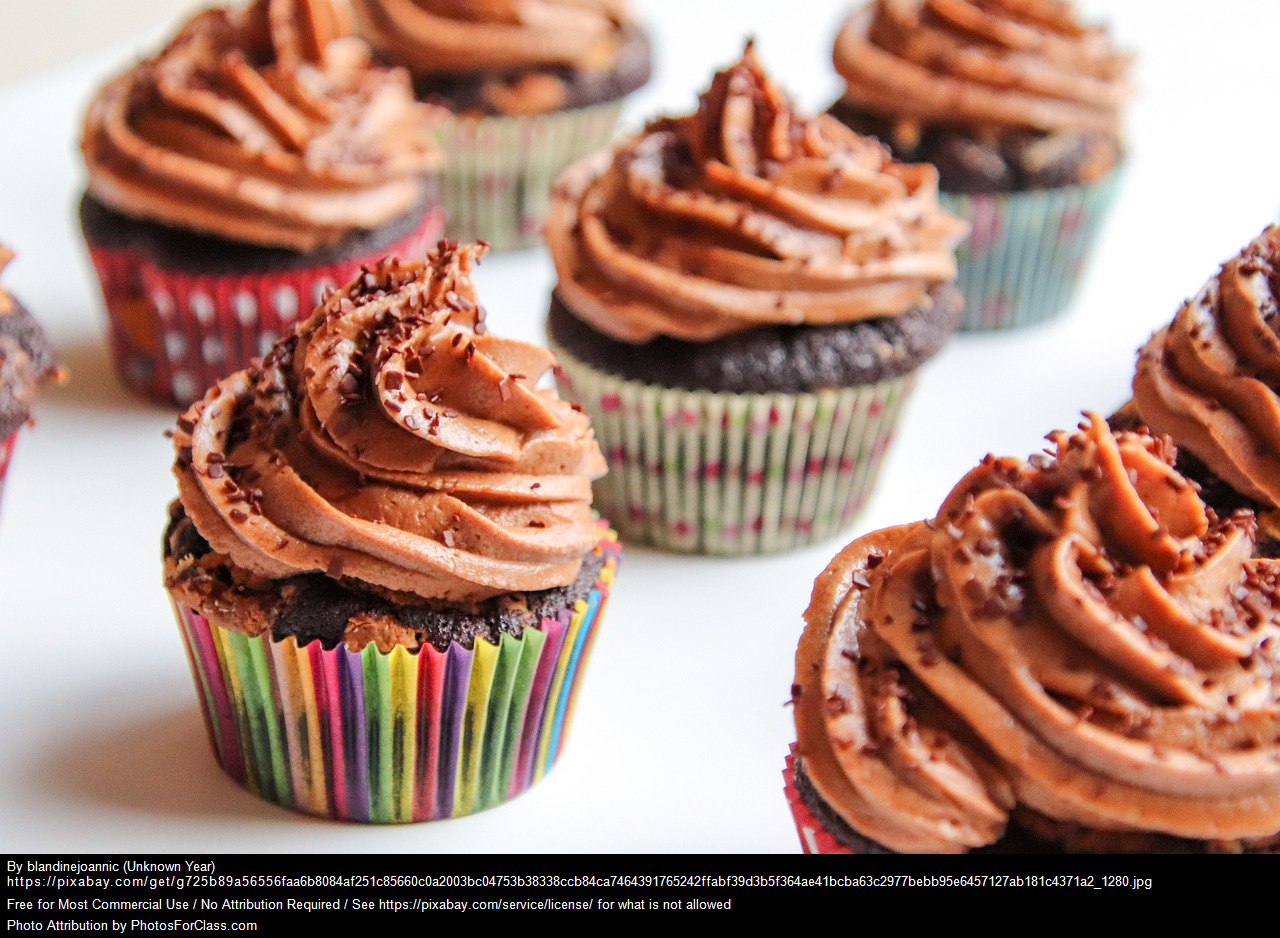 By blandinejoannic (Unknown Year)
https://pixabay.com/get/g725b89a56556faa6b8084af251c85660c0a2003bc04753b38338ccb84ca7464391765242ffabf39d3b5f364ae41bcba63c2977bebb95e6457127ab181c4371a2_1280.jpg
Free for Most Commercial Use / No Attribution Required / See https://pixabay.com/service/license/ for what is not allowed
Photo Attribution by PhotosForClass.com